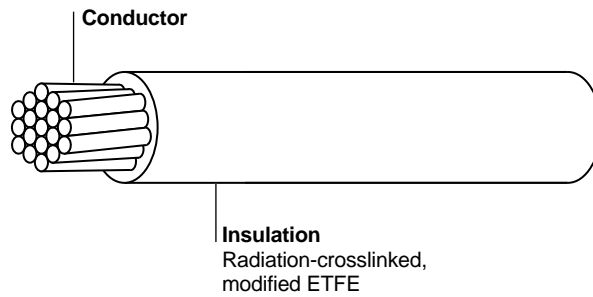 Conductor
Insulation
Radiation-crosslinked,
modified ETFE